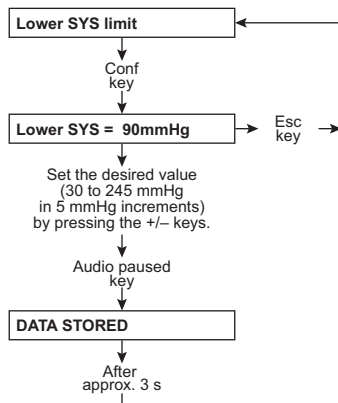 Lower SYS limit
Conf
key
Lower SYS = 90mmHg
Esc
key
Set the desired value
(30 to 245 mmHg
in 5 mmHg increments)
by pressing the +/– keys.
Audio paused
key
DATA STORED
After
approx. 3 s